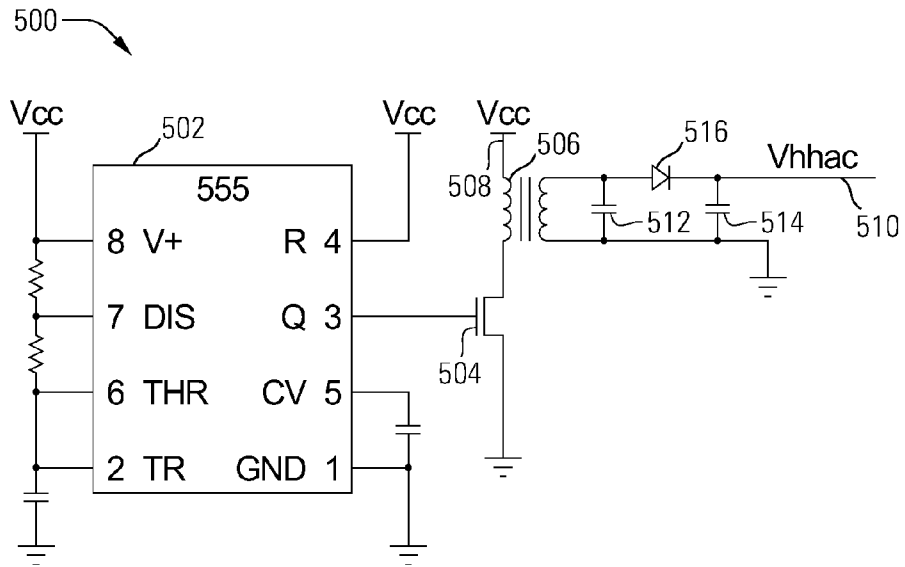 500
Vcc
502
Vcc
Vcc
506
516
Vhhac
508
512
514
510
555
8 V+
R 4
7 DIS
Q 3
504
6 THR
CV 5
2 TR
GND 1